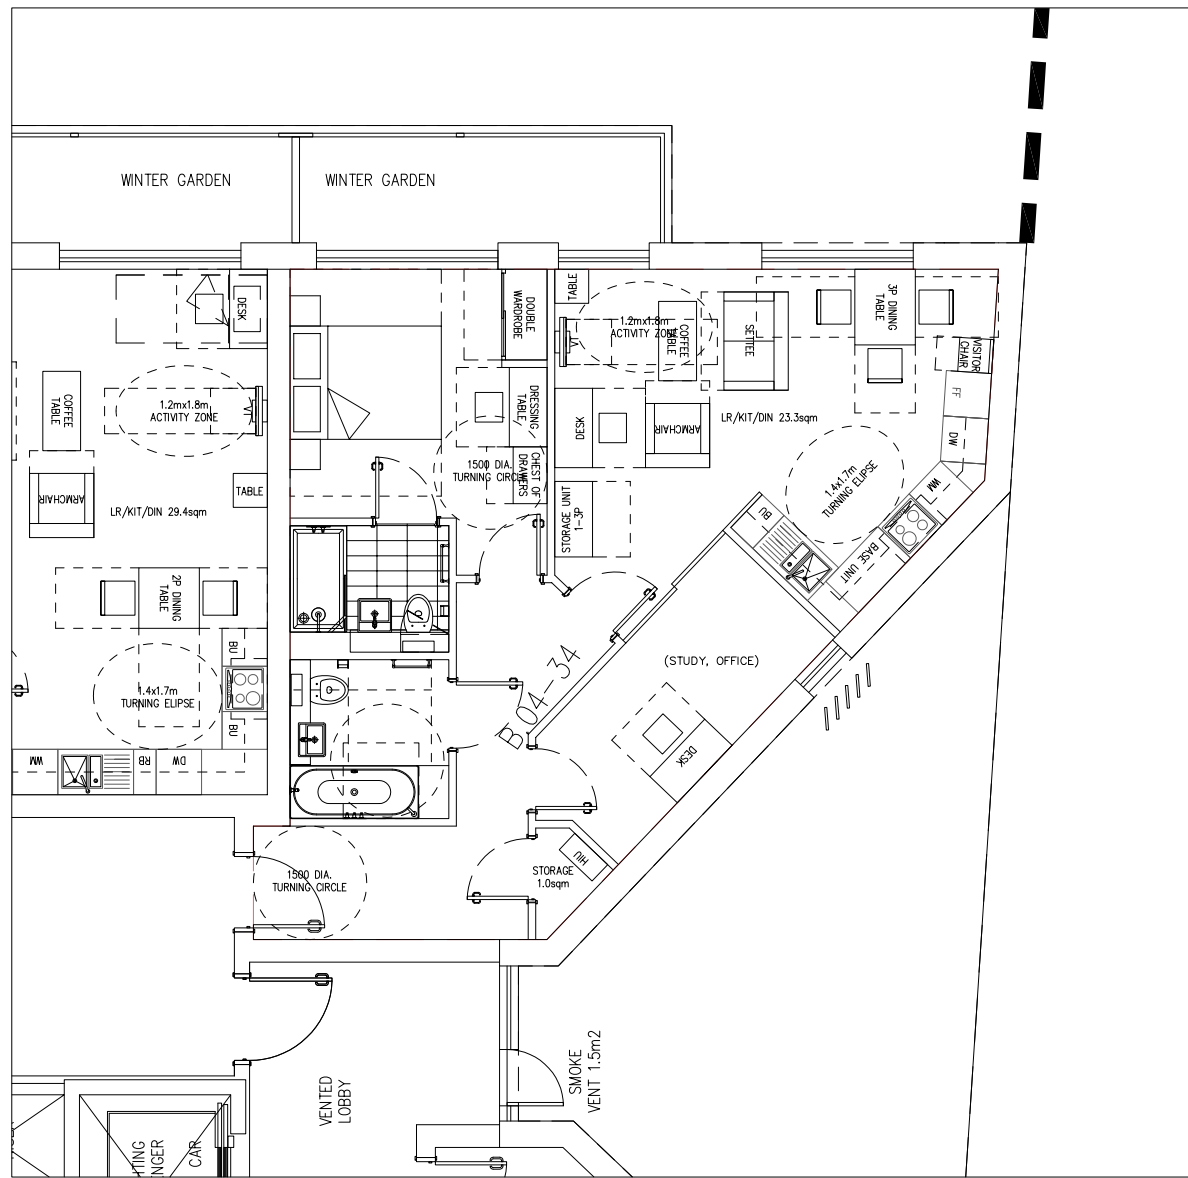 WINTER GARDEN
WINTER GARDEN
DESK
COFFEE
TABLE
1.2mx1.8m
ACTIVITY ZONE
TV
ARMCHAIR
TABLE
LR/KIT/DIN 29.4sqm
2P DINING
TABLE
BU
1.4x1.7m
TURNING ELIPSE
BU
WM
RB
DW
DOUBLE
WARDROBE
DRESSING
TABLE
CHEST OF
DRAWERS
1500 DIA.
TURNING CIRCLE
TABLE
1.2mx1.8m
ACTIVITY ZONE
TV
COFFEE
TABLE
SETTEE
3P DINING
TABLE
VISITOR
CHAIR
FF
DW
WM
DESK
ARMCHAIR
LR/KIT/DIN 23.3sqm
STORAGE UNIT
1-3P
1.4x1.7m
TURNING ELIPSE
BU
BASE UNIT
(STUDY, OFFICE)
B 04-34
DESK
HIU
STORAGE
1.0sqm
1500 DIA.
TURNING CIRCLE
SMOKE
VENT 1.5m2
VENTED
LOBBY
CAR